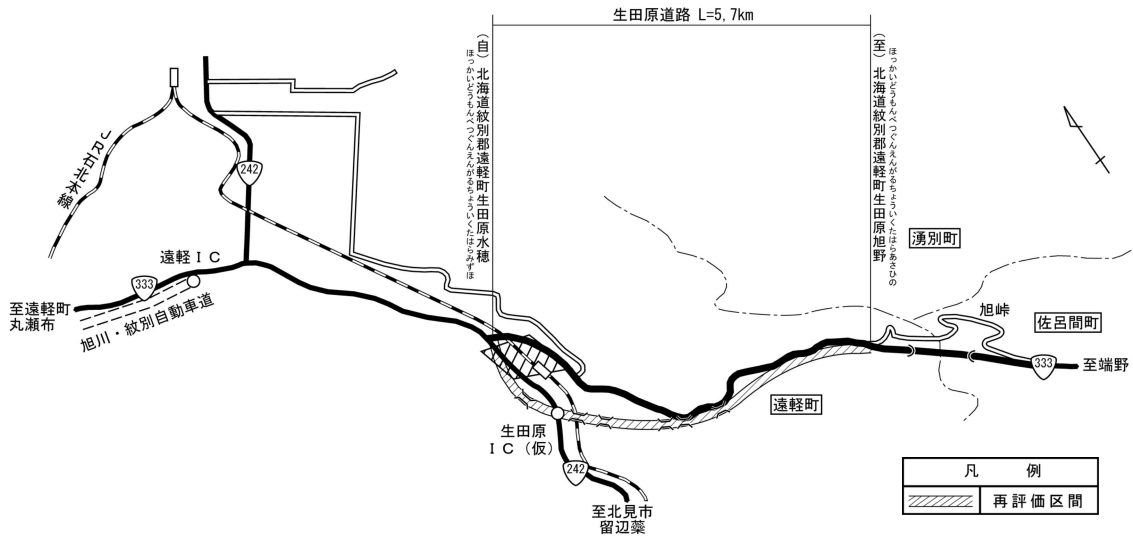 生田原道路 L=5,7km
(自) 北海道紋別郡遠軽町生田原水穂
ほっかいどうもんべつぐんえんがるちょういくたはらみずほ
(至) 北海道紋別郡遠軽町生田原旭野
ほっかいどうもんべつぐんえんがるちょういくたはらあさひの
JR石北本線
242
遠軽IC
333
至遠軽町
丸瀬布
旭川・紋別自動車道
湧別町
旭峠
佐呂間町
333
至端野
遠軽町
生田原
IC(仮)
242
至北見市
留辺蘂
凡 例
再評価区間